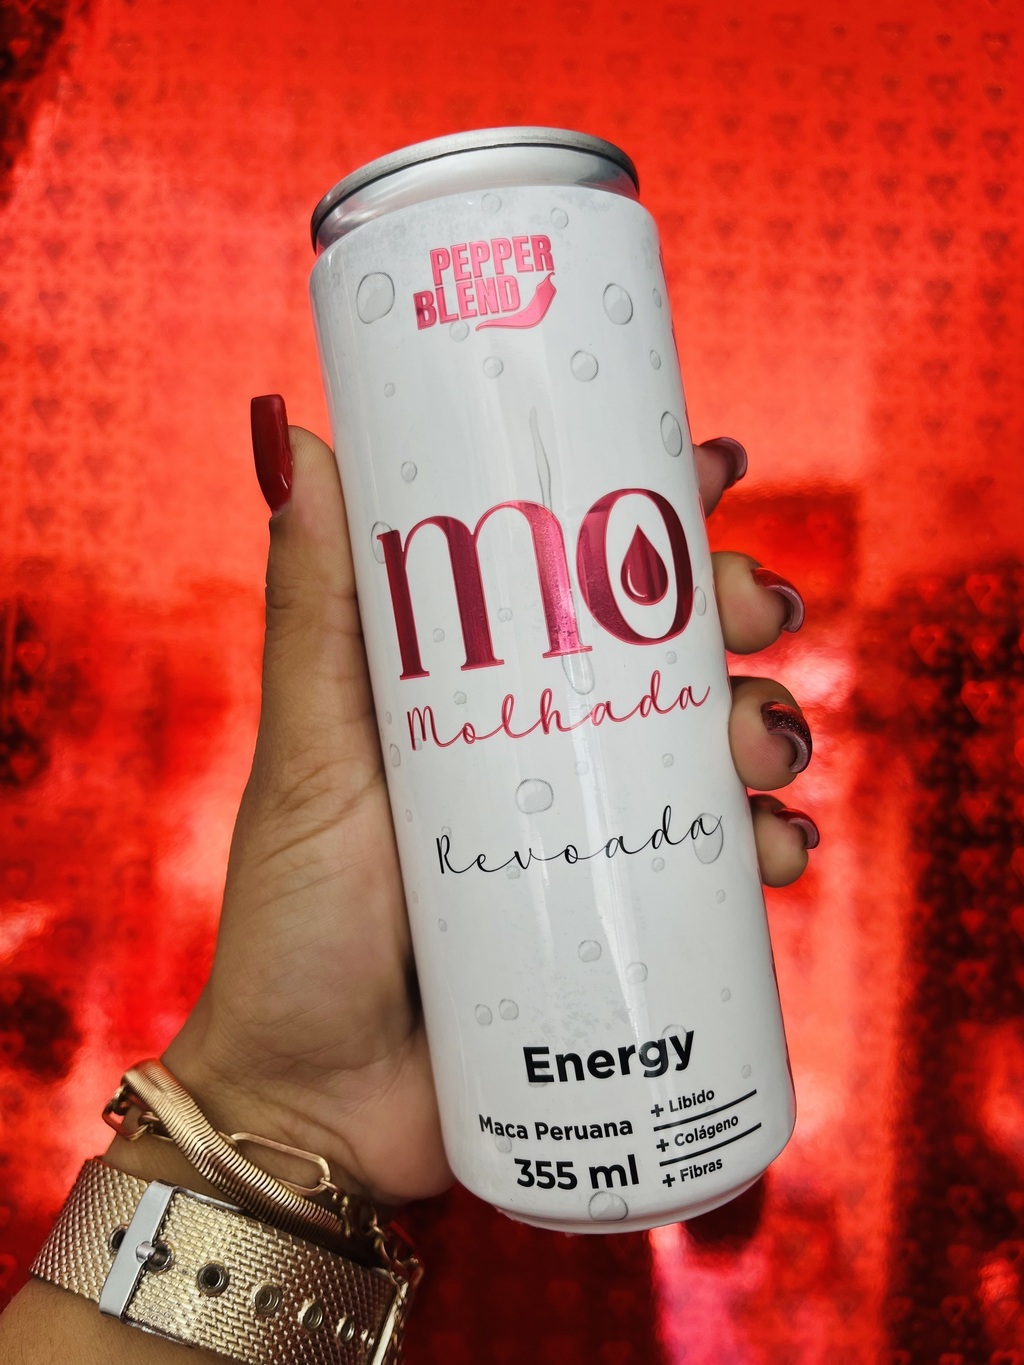 PEPPER
BLEND
mo
Molhada
Revoada
Energy
Maca Peruana
355 ml
+ Libido
+ Colágeno
+ Fibras